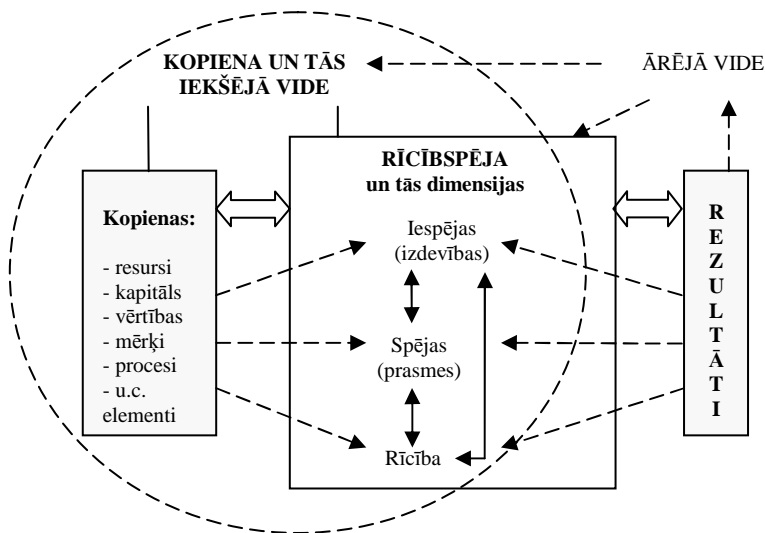 KOPIENA UN TĀS
IEKŠĒJĀ VIDE
ĀRĒJĀ VIDE
RĪCĪBSPĒJA
un tās dimensijas
Kopienas:
- resursi
- kapitāls
- vērtības
- mērķi
- procesi
- u.c.
elementi
Iespējas
(izdevības)
Spējas
(prasmes)
Rīcība
R
E
Z
U
L
T
Ā
T
I